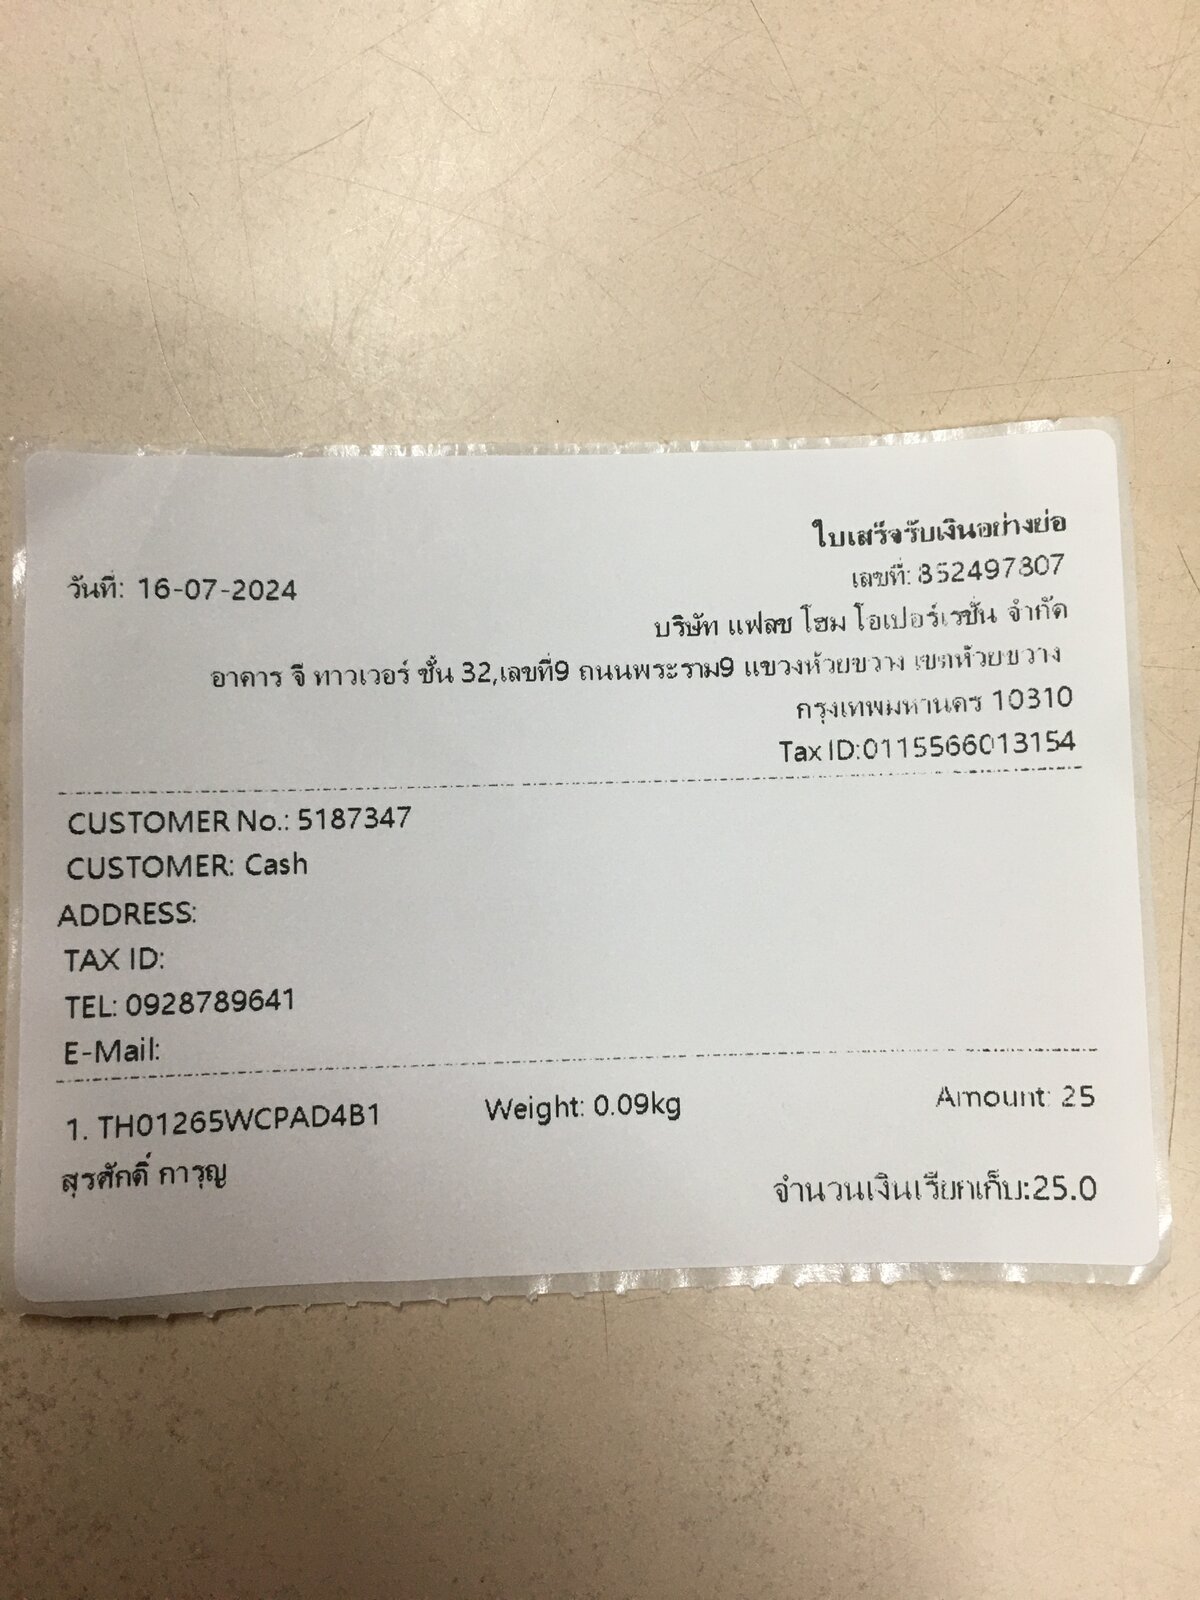 ใบเสร็จรับเงินอย่างย่อ
วันที่: 16-07-2024
เลขที่: 852497807
บริษัท แฟลช โฮม โอเปอร์เรชั่น จำกัด
อาคาร จี ทาวเวอร์ ชั้น 32,เลขที่9 ถนนพระราม9 แขวงห้วยขวาง เขตห้วยขวาง
กรุงเทพมหานคร 10310
Tax ID:0115566013154
CUSTOMER No.: 5187347
CUSTOMER: Cash
ADDRESS:
TAX ID:
TEL: 0928789641
E-Mail:
1. TH01265WCPAD4B1 Weight: 0.09kg Amount: 25
สุรศักดิ์ การุญ
จำนวนเงินเรียกเก็บ:25.0